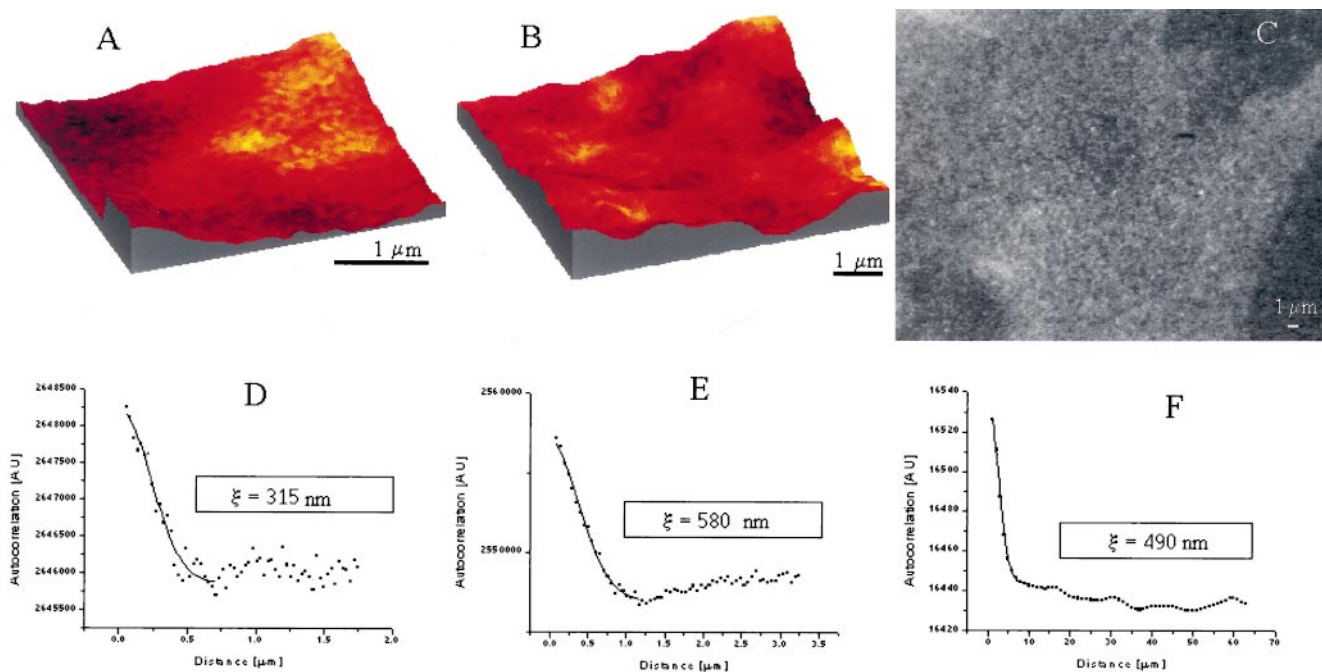 A
B
C
1 μm
1 μm
1 μm
D
2648500
2648000
2647500
2647000
2646500
2646000
2645500
Autocorrelation [AU]
ξ = 315 nm
0.0 0.5 1.0 1.5 2.0
Distance [μm]
E
2560000
2550000
Autocorrelation [AU]
ξ = 580 nm
0.0 0.5 1.0 1.5 2.0 2.5 3.0 3.5
Distance [μm]
F
16540
16520
16500
16480
16460
16440
16420
Autocorrelation [AU]
ξ = 490 nm
0 10 20 30 40 50 60 70
Distance [μm]